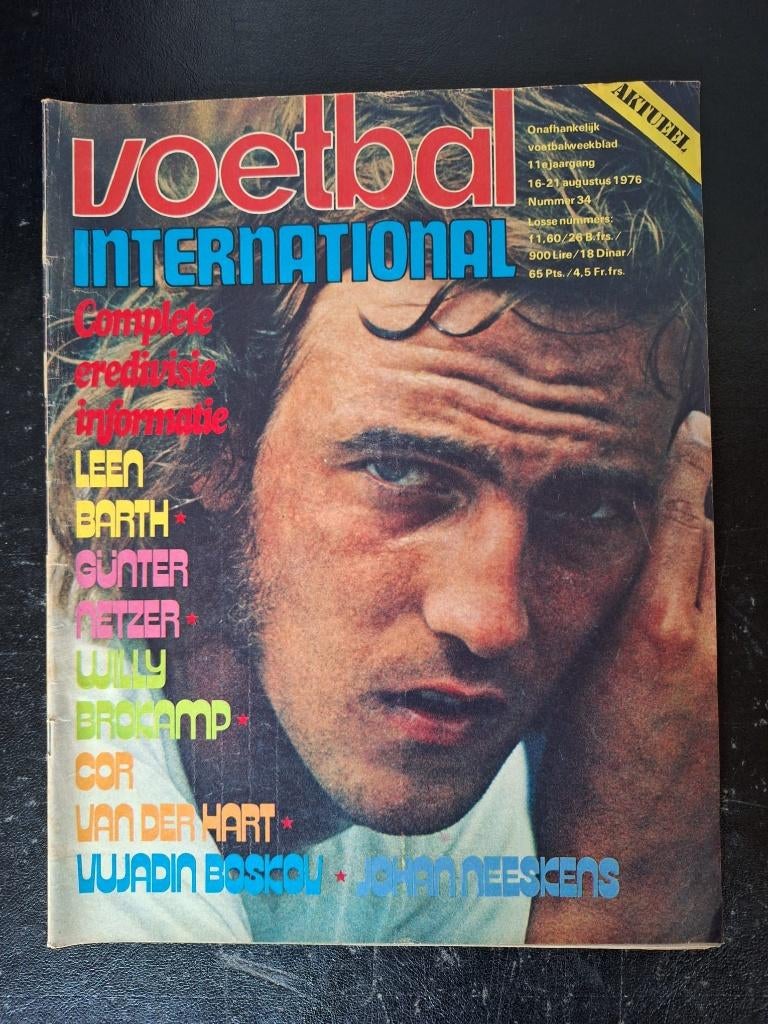 voetbal
INTERNATIONAL
AKTUEEL
Onafhankelijk
voetbalweekblad
11e jaargang
16-21 augustus 1976
Nummer 34
Losse nummers:
f 1,60/26 B.frs./
900 Lire/18 Dinar/
65 Pts./4,5 Fr.frs.
Complete
eredivisie
informatie
LEEN
BARTH ★
GÜNTER
NETZER ★
WILLY
BROKAMP ★
COR
VAN DER HART ★
VUJADIN BOSKOV ★ JOHAN NEESKENS